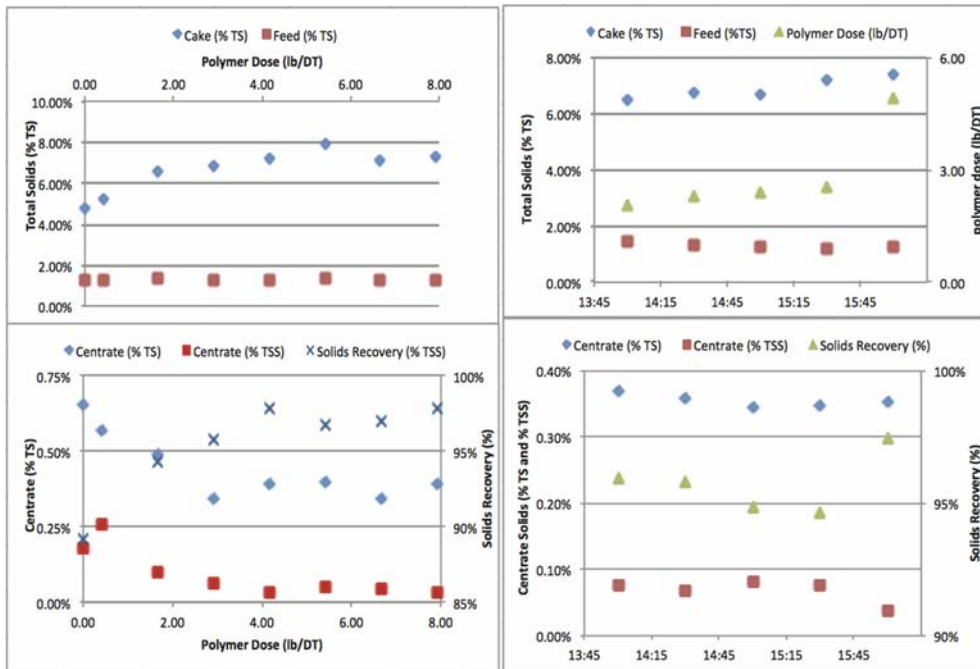 Cake (% TS) Feed (% TS)
Polymer Dose (lb/DT)
0.00 2.00 4.00 6.00 8.00
10.00%
8.00%
6.00%
4.00%
2.00%
0.00%
Total Solids (% TS)
Cake (% TS) Feed (%TS) Polymer Dose (lb/DT)
8.00%
6.00%
4.00%
2.00%
0.00%
Total Solids (% TS)
6.00
3.00
0.00
Polymer dose (lb/DT)
13:45 14:15 14:45 15:15 15:45
Centrate (% TS) Centrate (% TSS) Solids Recovery (% TSS)
0.75%
0.50%
0.25%
0.00%
Centrate (% TS)
100%
95%
90%
85%
Solids Recovery (%)
0.00 2.00 4.00 6.00 8.00
Polymer Dose (lb/DT)
Centrate (% TS) Centrate (% TSS) Solids Recovery (%)
0.40%
0.30%
0.20%
0.10%
0.00%
Centrate Solids (% TS and % TSS)
100%
95%
90%
Solids Recovery (%)
13:45 14:15 14:45 15:15 15:45